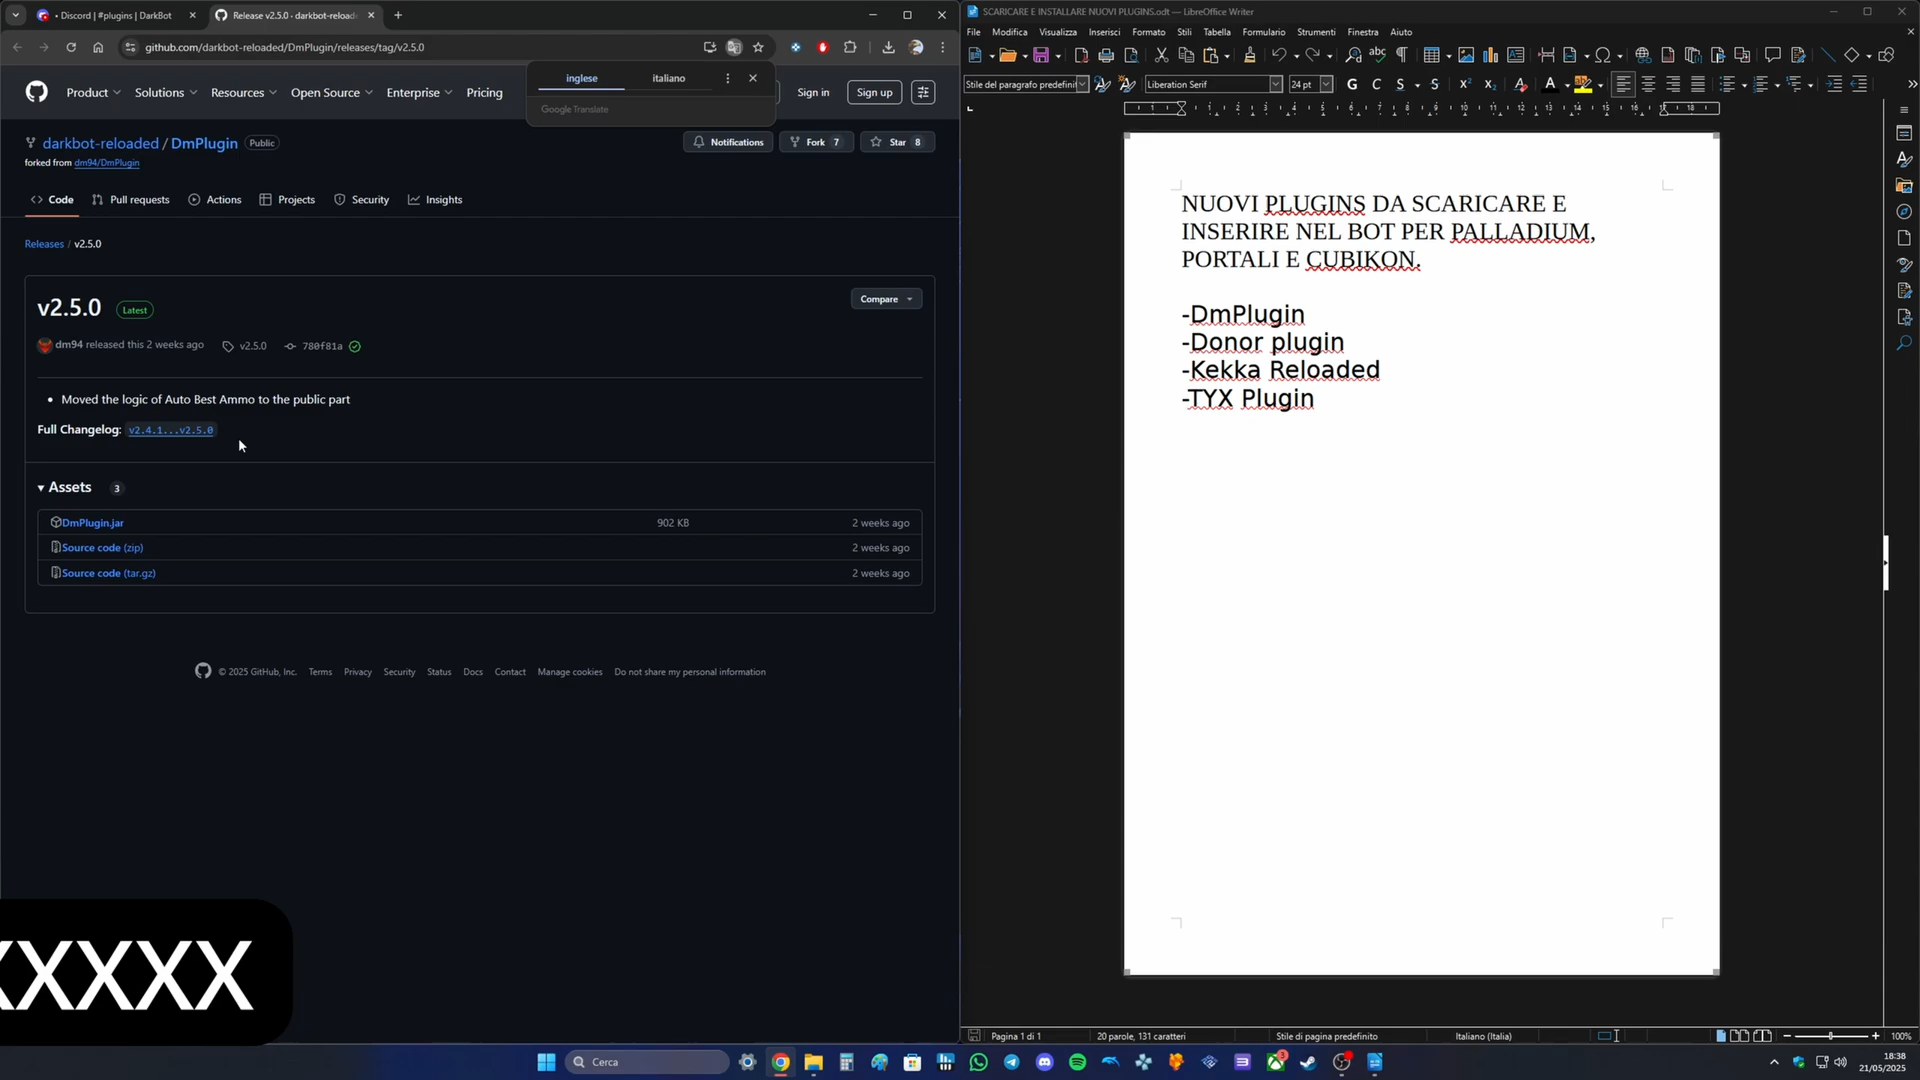 Discord | #plugins | DarkBot
Release v2.5.0 · darkbot-reload
github.com/darkbot-reloaded/DmPlugin/releases/tag/v2.5.0
inglese
italiano
Google Translate
Product
Solutions
Resources
Open Source
Enterprise
Pricing
Sign in
Sign up
darkbot-reloaded / DmPlugin Public
forked from dm94/DmPlugin
Notifications
Fork 7
Star 8
Code
Pull requests
Actions
Projects
Security
Insights
Releases / v2.5.0
v2.5.0 Latest
Compare
dm94 released this 2 weeks ago v2.5.0 780f81a
Moved the logic of Auto Best Ammo to the public part
Full Changelog: v2.4.1...v2.5.0
Assets 3
DmPlugin.jar 902 KB 2 weeks ago
Source code (zip) 2 weeks ago
Source code (tar.gz) 2 weeks ago
© 2025 GitHub, Inc. Terms Privacy Security Status Docs Contact Manage cookies Do not share my personal information
XXXXX
SCARICARE E INSTALLARE NUOVI PLUGINS.odt — LibreOffice Writer
File Modifica Visualizza Inserisci Formato Stili Tabella Formulario Strumenti Finestra Aiuto
Stile del paragrafo predefinit
Liberation Serif
24 pt
NUOVI PLUGINS DA SCARICARE E
INSERIRE NEL BOT PER PALLADIUM,
PORTALI E CUBIKON.
-DmPlugin
-Donor plugin
-Kekka Reloaded
-TYX Plugin
Pagina 1 di 1
20 parole, 131 caratteri
Stile di pagina predefinito
Italiano (Italia)
100%
Cerca
18:38
21/05/2025